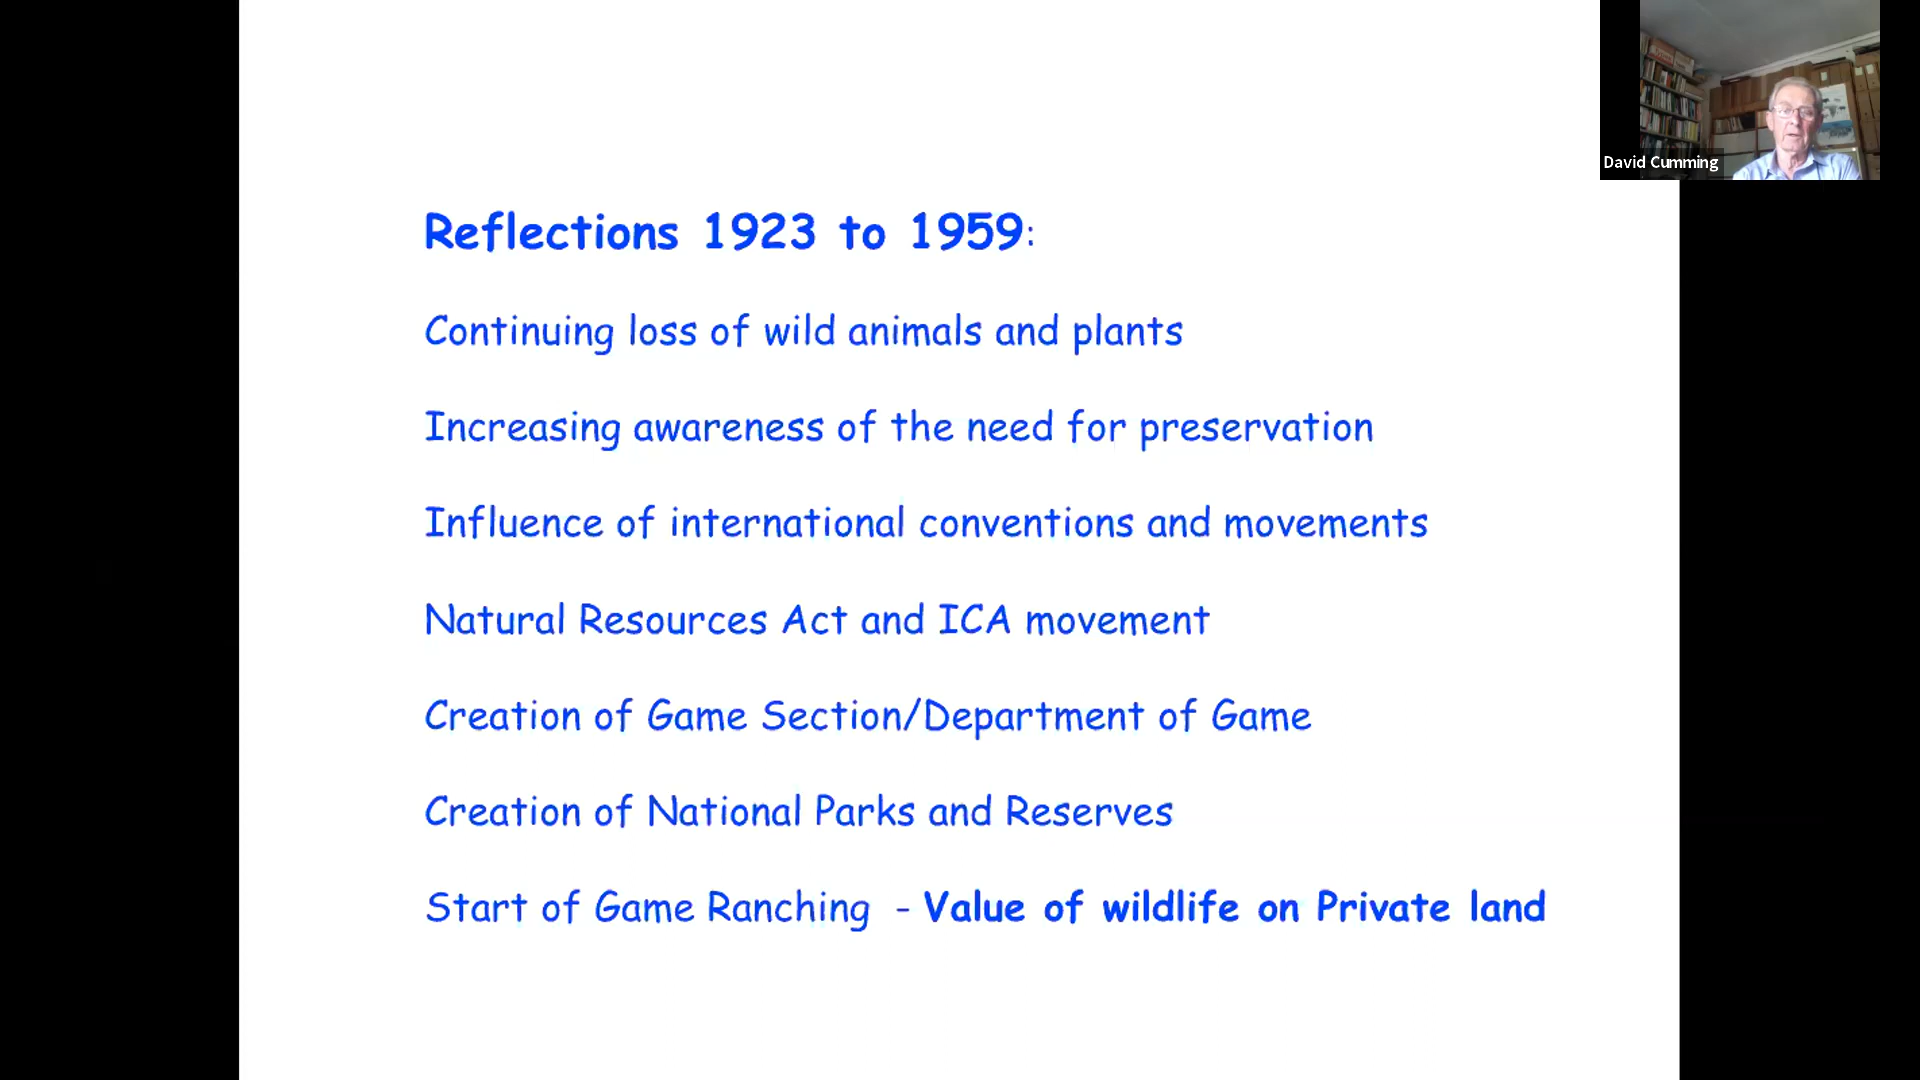 David Cumming
Reflections 1923 to 1959:
Continuing loss of wild animals and plants
Increasing awareness of the need for preservation
Influence of international conventions and movements
Natural Resources Act and ICA movement
Creation of Game Section/Department of Game
Creation of National Parks and Reserves
Start of Game Ranching - Value of wildlife on Private land